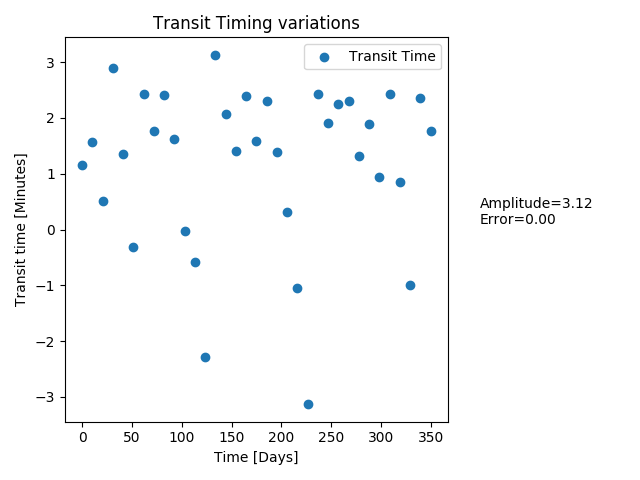 Transit Timing variations
Transit Time
3
2
1
0
−1
−2
−3
Transit time [Minutes]
0
50
100
150
200
250
300
350
Time [Days]
Amplitude=3.12
Error=0.00